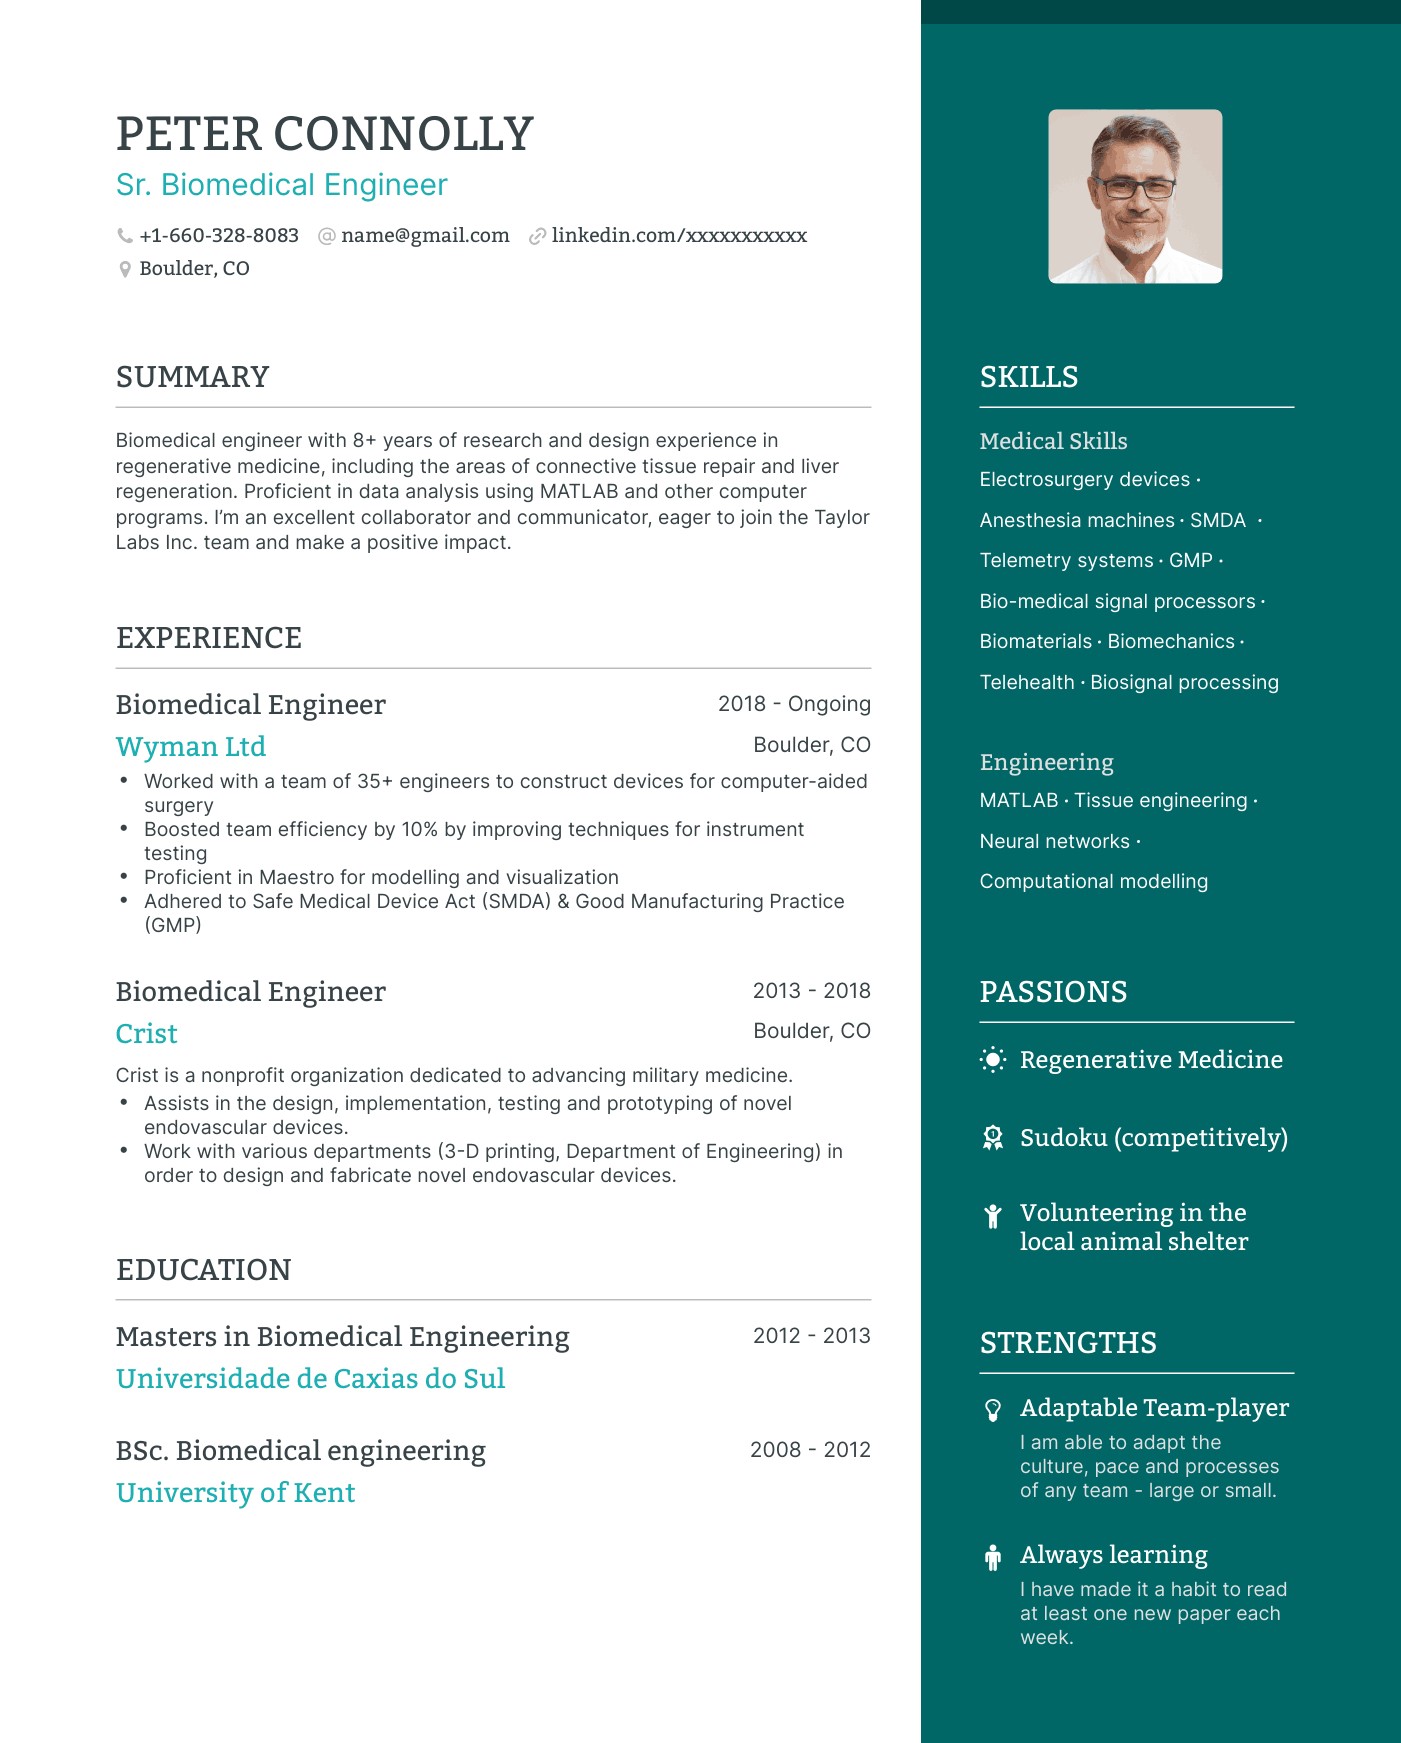 PETER CONNOLLY
Sr. Biomedical Engineer
+1-660-328-8083 name@gmail.com linkedin.com/xxxxxxxxxxx
Boulder, CO
SUMMARY
Biomedical engineer with 8+ years of research and design experience in
regenerative medicine, including the areas of connective tissue repair and liver
regeneration. Proficient in data analysis using MATLAB and other computer
programs. I'm an excellent collaborator and communicator, eager to join the Taylor
Labs Inc. team and make a positive impact.
EXPERIENCE
Biomedical Engineer 2018 - Ongoing
Wyman Ltd Boulder, CO
• Worked with a team of 35+ engineers to construct devices for computer-aided
surgery
• Boosted team efficiency by 10% by improving techniques for instrument
testing
• Proficient in Maestro for modelling and visualization
• Adhered to Safe Medical Device Act (SMDA) & Good Manufacturing Practice
(GMP)
Biomedical Engineer 2013 - 2018
Crist Boulder, CO
Crist is a nonprofit organization dedicated to advancing military medicine.
• Assists in the design, implementation, testing and prototyping of novel
endovascular devices.
• Work with various departments (3-D printing, Department of Engineering) in
order to design and fabricate novel endovascular devices.
EDUCATION
Masters in Biomedical Engineering 2012 - 2013
Universidade de Caxias do Sul
BSc. Biomedical engineering 2008 - 2012
University of Kent
SKILLS
Medical Skills
Electrosurgery devices ·
Anesthesia machines · SMDA ·
Telemetry systems · GMP ·
Bio-medical signal processors ·
Biomaterials · Biomechanics ·
Telehealth · Biosignal processing
Engineering
MATLAB · Tissue engineering ·
Neural networks ·
Computational modelling
PASSIONS
Regenerative Medicine
Sudoku (competitively)
Volunteering in the
local animal shelter
STRENGTHS
Adaptable Team-player
I am able to adapt the
culture, pace and processes
of any team - large or small.
Always learning
I have made it a habit to read
at least one new paper each
week.